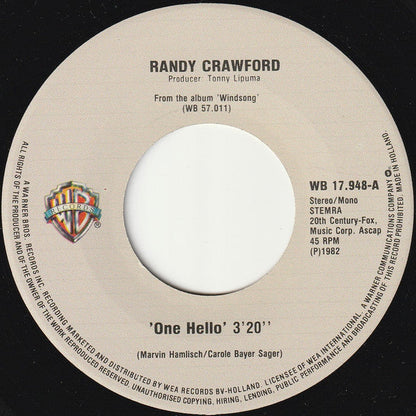 RANDY CRAWFORD
Producer: Tonny Lipuma
From the album 'Windsong'
(WB 57.011)
WB
RECORDS
WB 17.948-A
Stereo/Mono
STEMRA
20th Century-Fox,
Music Corp. Ascap
45 RPM
(P)1982
'One Hello' 3'20''
(Marvin Hamlisch/Carole Bayer Sager)
A WARNER BROS. RECORDS INC. RECORDING MARKETED AND DISTRIBUTED BY WEA RECORDS BV-HOLLAND. LICENSEE OF WEA INTERNATIONAL. A WARNER COMMUNICATIONS COMPANY ℗ MADE IN HOLLAND.
ALL RIGHTS OF THE PRODUCER AND OF THE OWNER OF THE WORK REPRODUCED RESERVED. UNAUTHORISED COPYING, HIRING, LENDING, PUBLIC PERFORMANCE AND BROADCASTING OF THIS RECORD PROHIBITED.